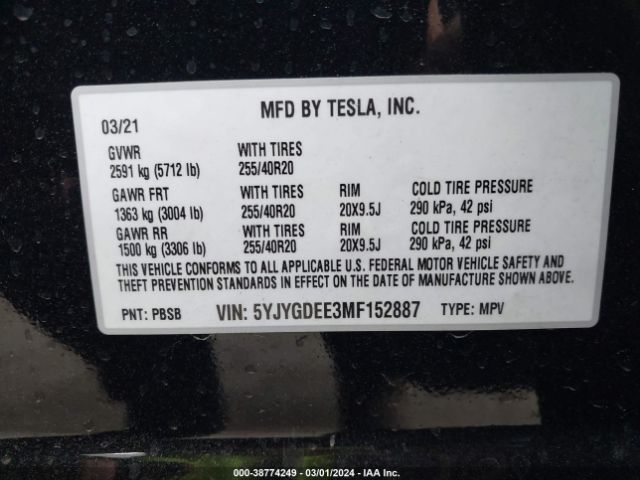 MFD BY TESLA, INC.
03/21
GVWR WITH TIRES
2591 kg (5712 lb) 255/40R20
GAWR FRT WITH TIRES RIM COLD TIRE PRESSURE
1363 kg (3004 lb) 255/40R20 20X9.5J 290 kPa, 42 psi
GAWR RR WITH TIRES RIM COLD TIRE PRESSURE
1500 kg (3306 lb) 255/40R20 20X9.5J 290 kPa, 42 psi
THIS VEHICLE CONFORMS TO ALL APPLICABLE U.S. FEDERAL MOTOR VEHICLE SAFETY AND
THEFT PREVENTION STANDARDS IN EFFECT ON THE DATE OF MANUFACTURE SHOWN ABOVE.
PNT: PBSB VIN: 5YJYGDEE3MF152887 TYPE: MPV
00-38774249 - 03/01/2024 - IAA Inc.